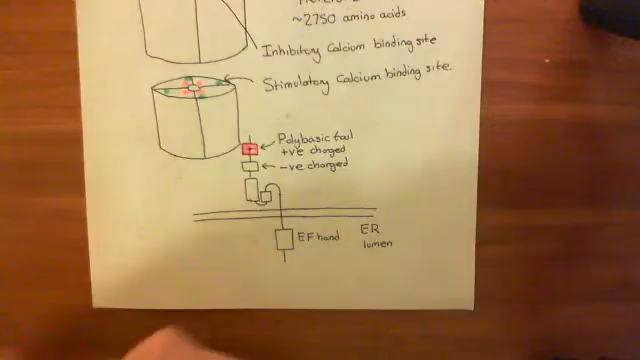 ~2750 amino acids
Inhibitory Calcium binding site
Stimulatory Calcium binding site.
Polybasic tail
+ve charged
-ve charged
EF hand
ER
lumen